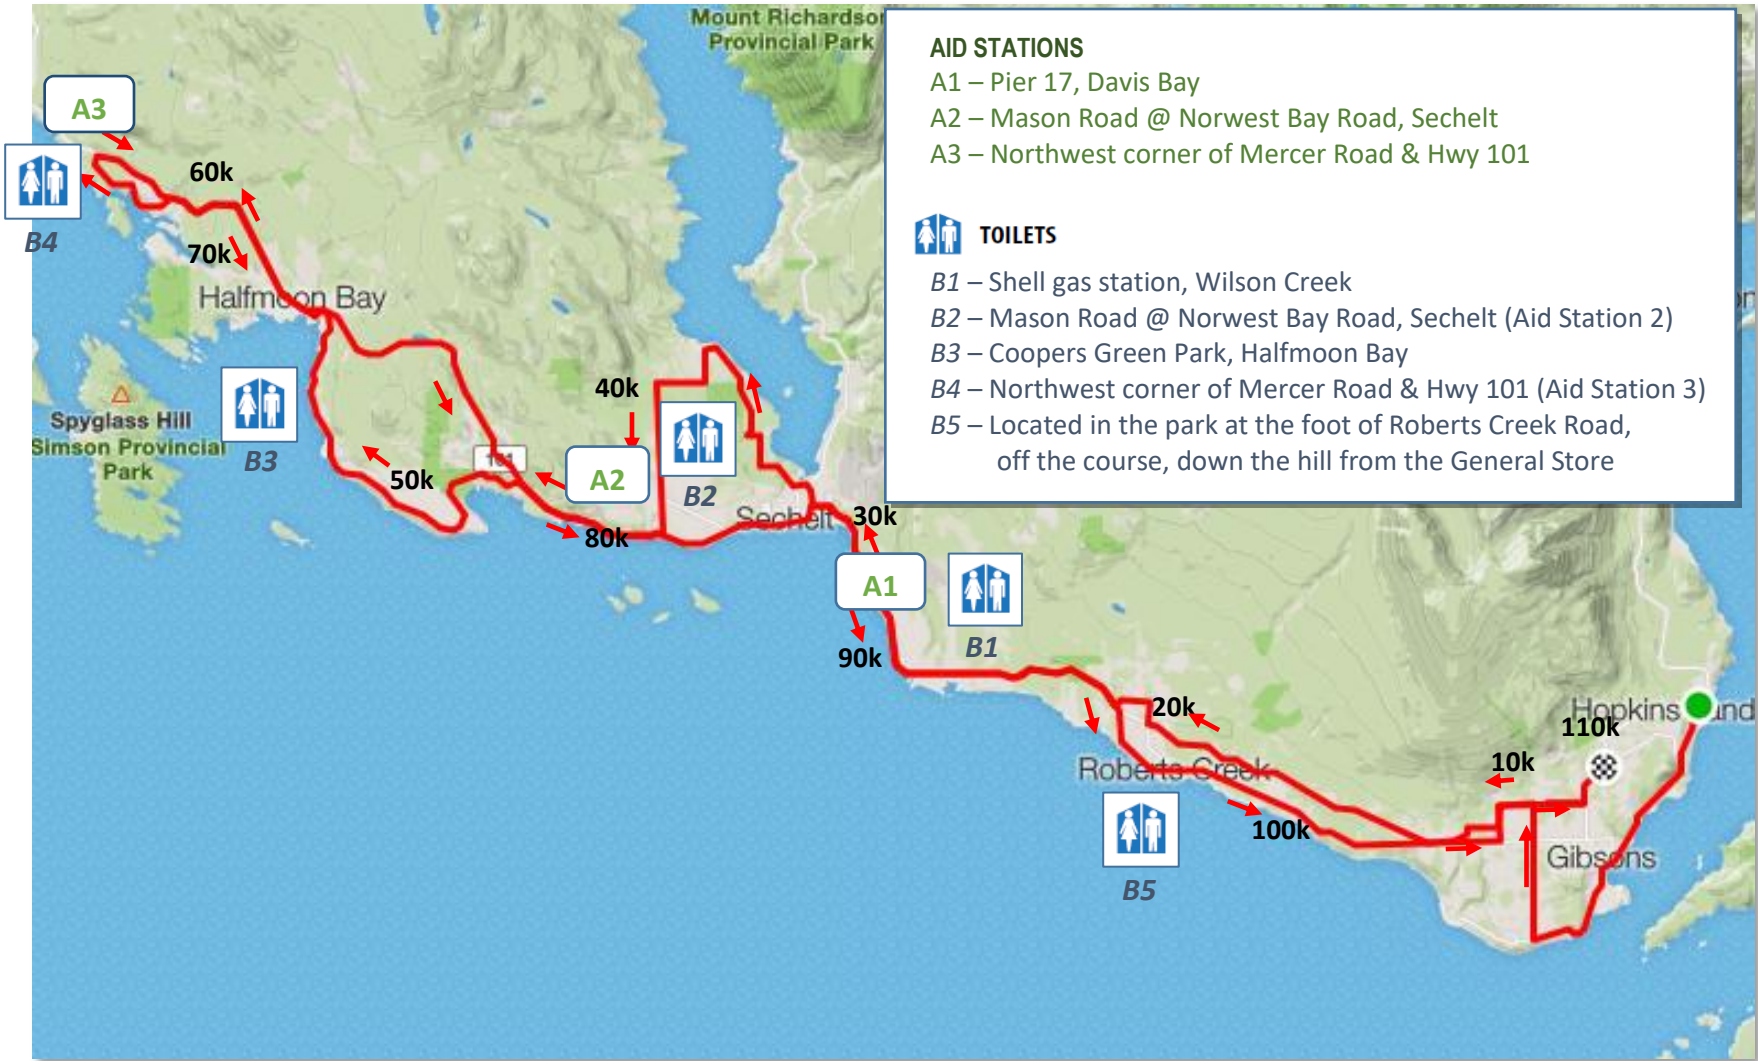 Mount Richardson
Provincial Park
AID STATIONS
A1 – Pier 17, Davis Bay
A2 – Mason Road @ Norwest Bay Road, Sechelt
A3 – Northwest corner of Mercer Road & Hwy 101
TOILETS
B1 – Shell gas station, Wilson Creek
B2 – Mason Road @ Norwest Bay Road, Sechelt (Aid Station 2)
B3 – Coopers Green Park, Halfmoon Bay
B4 – Northwest corner of Mercer Road & Hwy 101 (Aid Station 3)
B5 – Located in the park at the foot of Roberts Creek Road,
off the course, down the hill from the General Store
A3
60k
B4
70k
Halfmoon Bay
40k
Spyglass Hill
Simson Provincial
Park
B3
101
50k
A2
B2
Sechelt
30k
80k
A1
B1
90k
20k
Hopkins
110k
10k
Roberts Creek
100k
Gibsons
B5